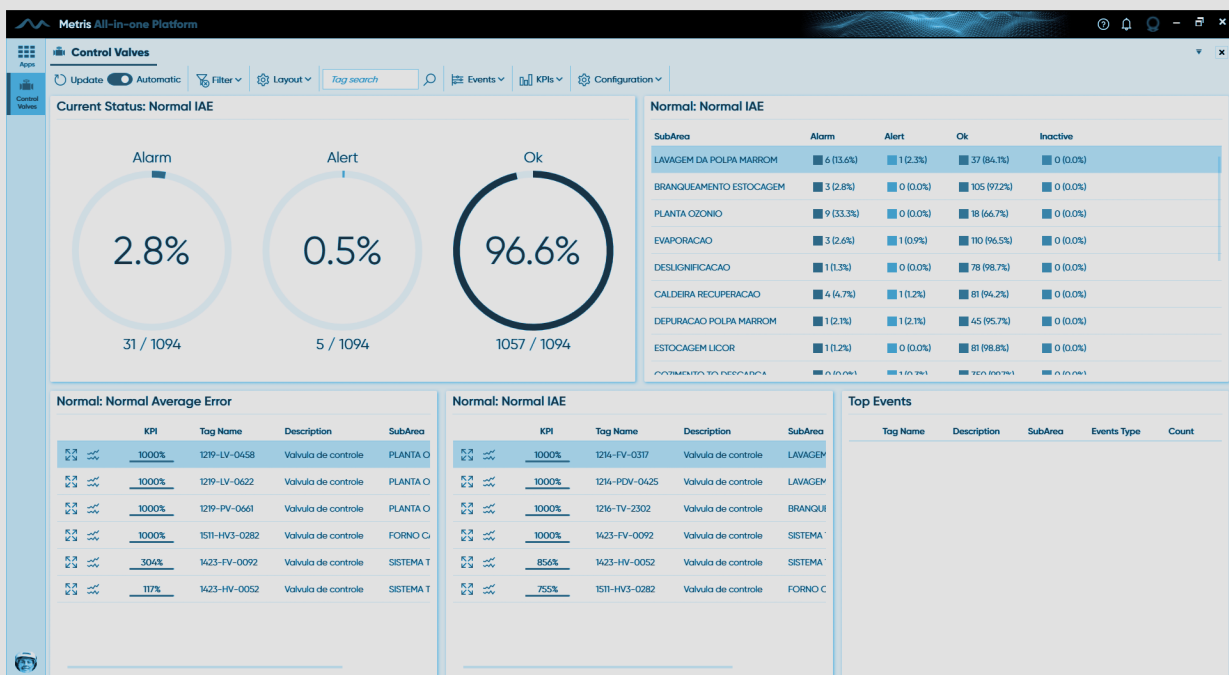 Metris All-in-one Platform
Apps
Control Valves
Control Valves
Update Automatic Filter Layout Tag search Events KPIs Configuration
Current Status: Normal IAE
Alarm Alert Ok
2.8% 0.5% 96.6%
31 / 1094 5 / 1094 1057 / 1094
Normal: Normal IAE
SubArea Alarm Alert Ok Inactive
LAVAGEM DA POLPA MARROM 6 (13.6%) 1 (2.3%) 37 (84.1%) 0 (0.0%)
BRANQUEAMENTO ESTOCAGEM 3 (2.8%) 0 (0.0%) 105 (97.2%) 0 (0.0%)
PLANTA OZONIO 9 (33.3%) 0 (0.0%) 18 (66.7%) 0 (0.0%)
EVAPORACAO 3 (2.6%) 1 (0.9%) 110 (96.5%) 0 (0.0%)
DESLIGNIFICACAO 1 (1.3%) 0 (0.0%) 78 (98.7%) 0 (0.0%)
CALDEIRA RECUPERACAO 4 (4.7%) 1 (1.2%) 81 (94.2%) 0 (0.0%)
DEPURACAO POLPA MARROM 1 (2.1%) 1 (2.1%) 45 (95.7%) 0 (0.0%)
ESTOCAGEM LICOR 1 (1.2%) 0 (0.0%) 81 (98.8%) 0 (0.0%)
Normal: Normal Average Error
KPI Tag Name Description SubArea
1000% 1219-LV-0458 Valvula de controle PLANTA O
1000% 1219-LV-0622 Valvula de controle PLANTA O
1000% 1219-PV-0661 Valvula de controle PLANTA O
1000% 1511-HV3-0282 Valvula de controle FORNO CA
304% 1423-FV-0092 Valvula de controle SISTEMA T
117% 1423-HV-0052 Valvula de controle SISTEMA T
Normal: Normal IAE
KPI Tag Name Description SubArea
1000% 1214-FV-0317 Valvula de controle LAVAGEM
1000% 1214-PDV-0425 Valvula de controle LAVAGEM
1000% 1216-TV-2302 Valvula de controle BRANQUE
1000% 1423-FV-0092 Valvula de controle SISTEMA
856% 1423-HV-0052 Valvula de controle SISTEMA
755% 1511-HV3-0282 Valvula de controle FORNO C
Top Events
Tag Name Description SubArea Events Type Count